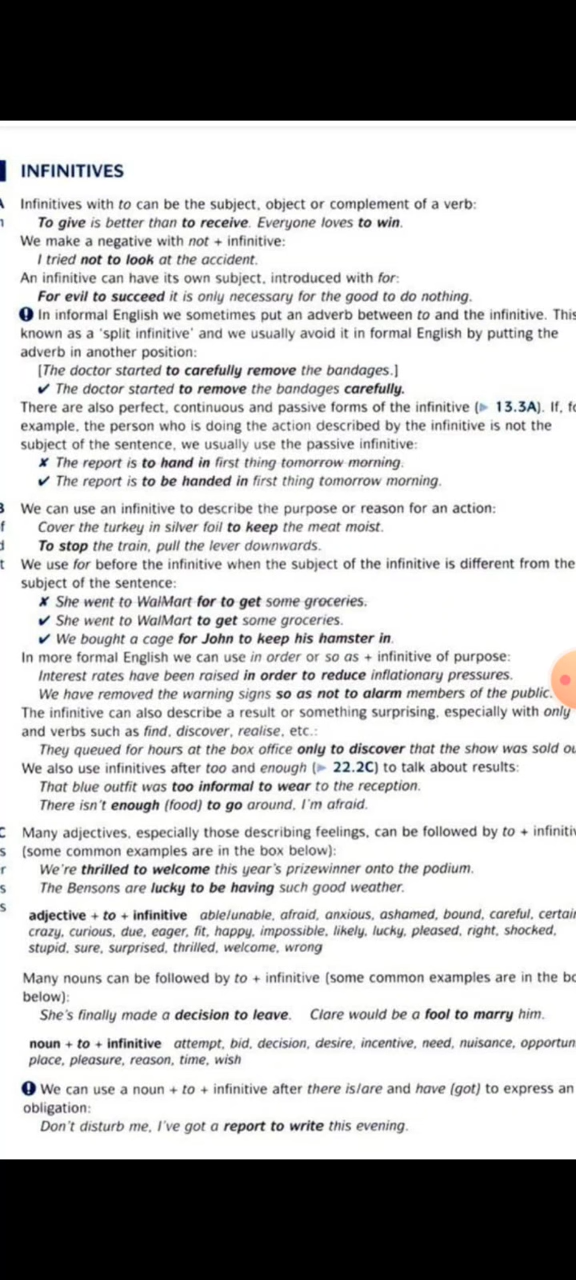 INFINITIVES
Infinitives with to can be the subject, object or complement of a verb:
To give is better than to receive. Everyone loves to win.
We make a negative with not + infinitive:
I tried not to look at the accident.
An infinitive can have its own subject, introduced with for:
For evil to succeed it is only necessary for the good to do nothing.
! In informal English we sometimes put an adverb between to and the infinitive. This
known as a 'split infinitive' and we usually avoid it in formal English by putting the
adverb in another position:
[The doctor started to carefully remove the bandages.]
✔ The doctor started to remove the bandages carefully.
There are also perfect, continuous and passive forms of the infinitive (▶ 13.3A). If,
example, the person who is doing the action described by the infinitive is not the
subject of the sentence, we usually use the passive infinitive:
✘ The report is to hand in first thing tomorrow morning.
✔ The report is to be handed in first thing tomorrow morning.
We can use an infinitive to describe the purpose or reason for an action:
Cover the turkey in silver foil to keep the meat moist.
To stop the train, pull the lever downwards.
We use for before the infinitive when the subject of the infinitive is different from the
subject of the sentence:
✘ She went to WalMart for to get some groceries.
✔ She went to WalMart to get some groceries.
✔ We bought a cage for John to keep his hamster in.
In more formal English we can use in order or so as + infinitive of purpose:
Interest rates have been raised in order to reduce inflationary pressures.
We have removed the warning signs so as not to alarm members of the public.
The infinitive can also describe a result or something surprising, especially with only
and verbs such as find, discover, realise, etc.:
They queued for hours at the box office only to discover that the show was sold
We also use infinitives after too and enough (▶ 22.2C) to talk about results:
That blue outfit was too informal to wear to the reception.
There isn't enough (food) to go around, I'm afraid.
C Many adjectives, especially those describing feelings, can be followed by to +
(some common examples are in the box below):
We're thrilled to welcome this year's prizewinner onto the podium.
The Bensons are lucky to be having such good weather.
adjective + to + infinitive able/unable, afraid, anxious, ashamed, bound, careful, certain
crazy, curious, due, eager, fit, happy, impossible, likely, lucky, pleased, right, shocked,
stupid, sure, surprised, thrilled, welcome, wrong
Many nouns can be followed by to + infinitive (some common examples are in the
below):
She's finally made a decision to leave. Clare would be a fool to marry him.
noun + to + infinitive attempt, bid, decision, desire, incentive, need, nuisance,
place, pleasure, reason, time, wish
! We can use a noun + to + infinitive after there is/are and have (got) to express an
obligation:
Don't disturb me, I've got a report to write this evening.